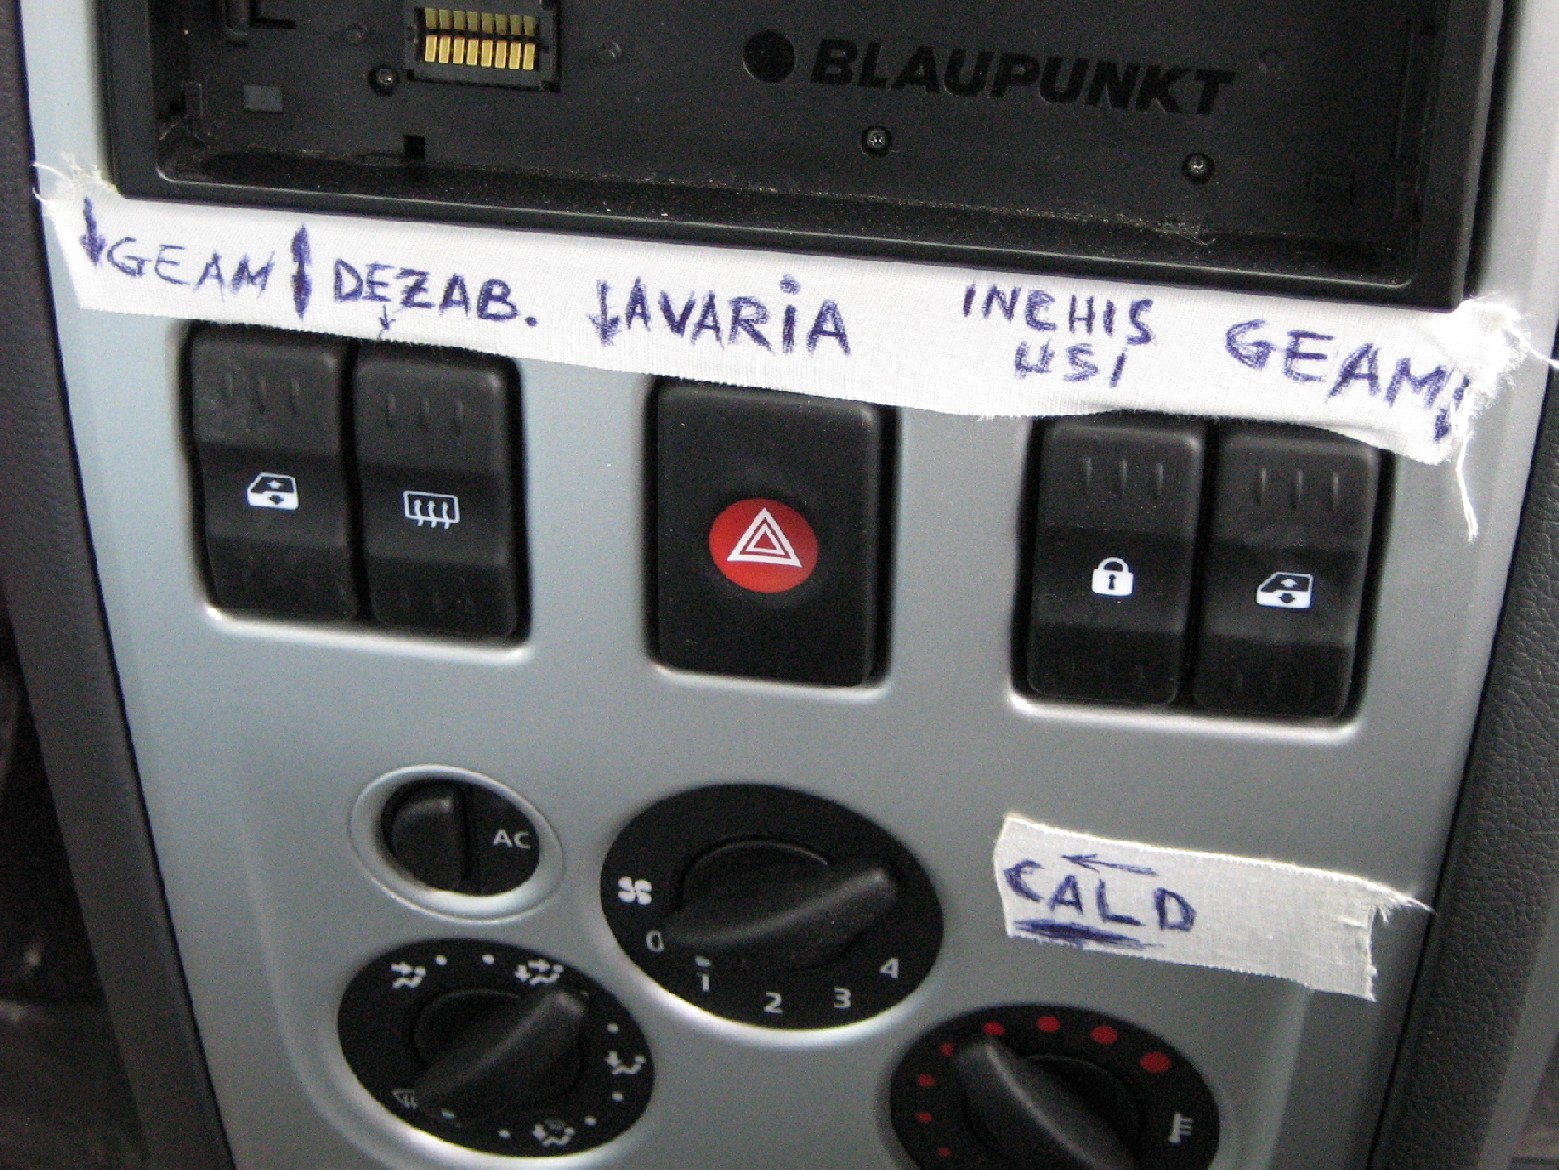 BLAUPUNKT
↓GEAM | DEZAB. ↓AVARiA INCHIS GEAM↓
USI
AC
CALD
0 1 2 3 4